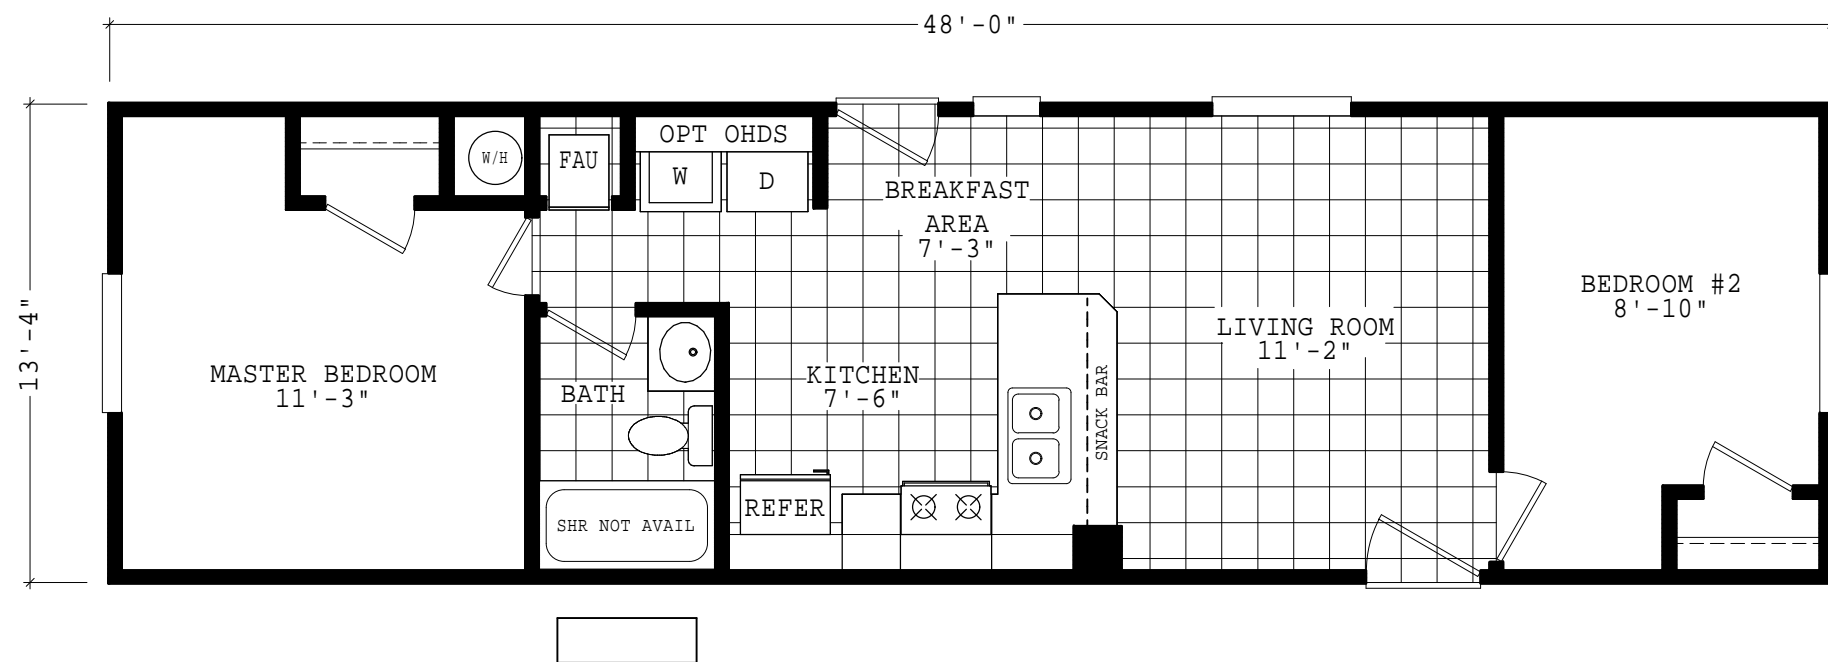 48'-0"
13'-4"
OPT OHDS
W/H
FAU
W
D
BREAKFAST
AREA
7'-3"
BEDROOM #2
8'-10"
LIVING ROOM
11'-2"
MASTER BEDROOM
11'-3"
BATH
KITCHEN
7'-6"
SNACK BAR
REFER
SHR NOT AVAIL